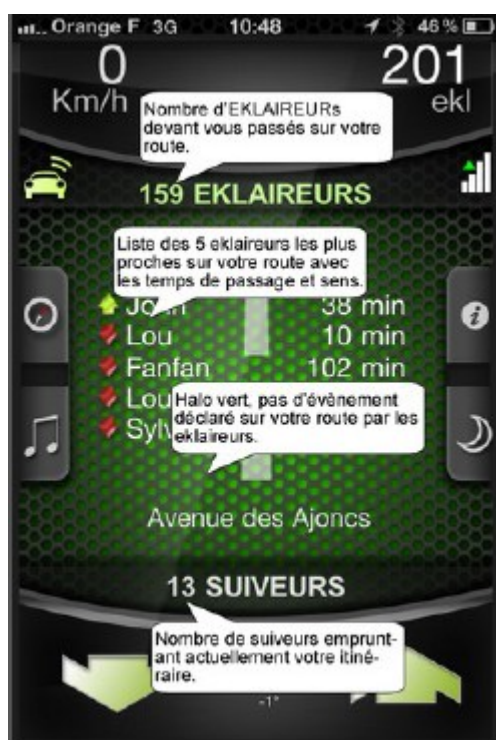 Orange F 3G 10:48 46 %
0 201
Km/h ekl
Nombre d'EKLAIREURs
devant vous passés sur votre
route.
159 EKLAIREURS
Liste des 5 eklaireurs les plus
proches sur votre route avec
les temps de passage et sens.
38 min
Lou 10 min
Fanfan 102 min
Lou
Sylv
Halo vert, pas d'évènement
déclaré sur votre route par les
eklaireurs.
Avenue des Ajoncs
13 SUIVEURS
Nombre de suiveurs emprunt-
ant actuellement votre itiné-
raire.
-1°